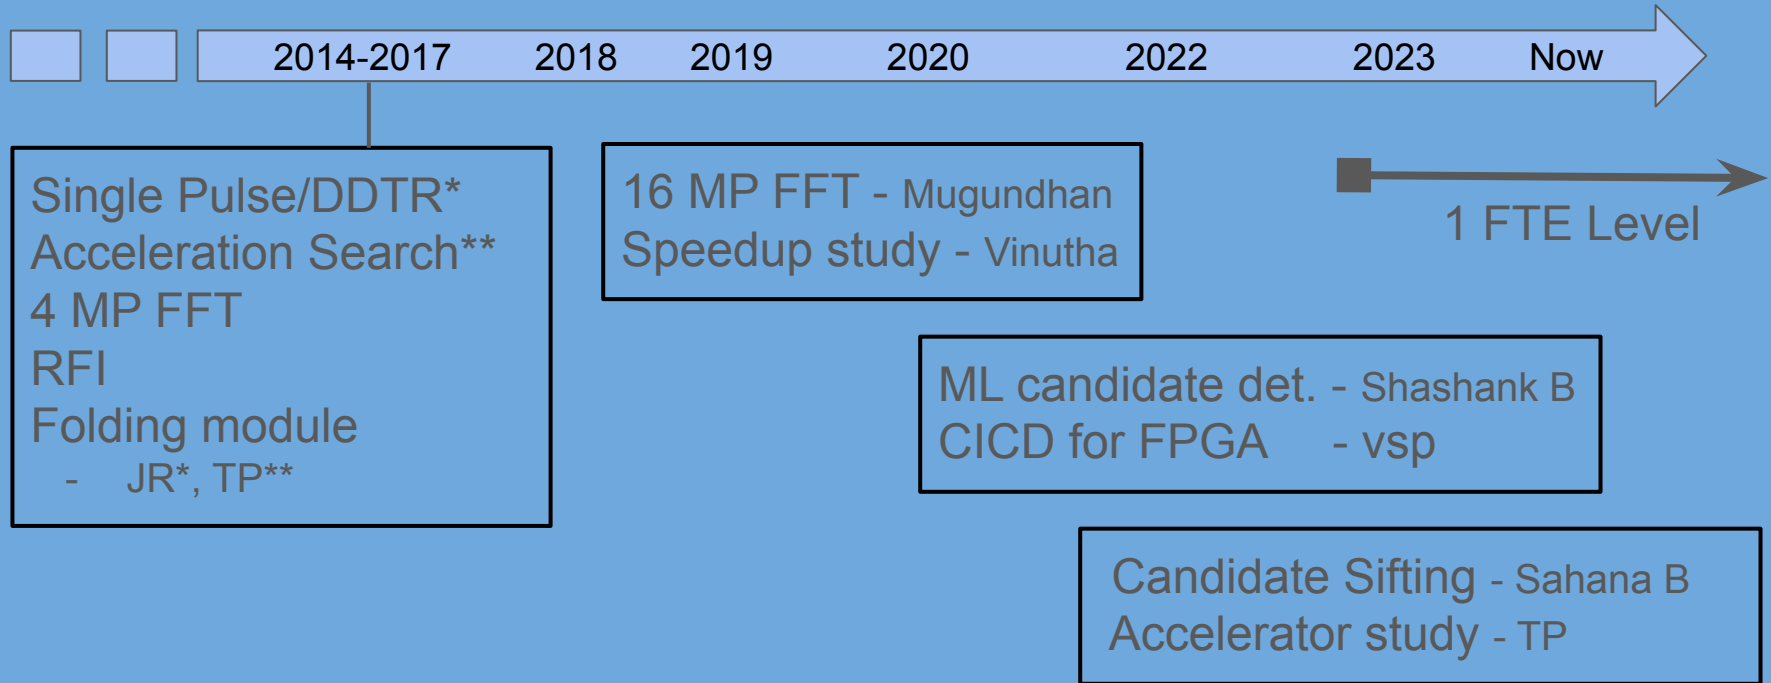 2014-2017 2018 2019 2020 2022 2023 Now
Single Pulse/DDTR*
Acceleration Search**
4 MP FFT
RFI
Folding module
- JR*, TP**
16 MP FFT - Mugundhan
Speedup study - Vinutha
1 FTE Level
ML candidate det. - Shashank B
CICD for FPGA - vsp
Candidate Sifting - Sahana B
Accelerator study - TP